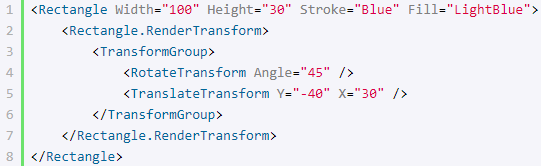 1 <Rectangle Width="100" Height="30" Stroke="Blue" Fill="LightBlue">
2     <Rectangle.RenderTransform>
3         <TransformGroup>
4             <RotateTransform Angle="45" />
5             <TranslateTransform Y="-40" X="30" />
6         </TransformGroup>
7     </Rectangle.RenderTransform>
8 </Rectangle>